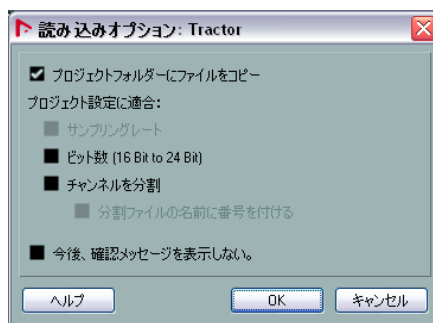 読み込みオプション: Tractor
プロジェクトフォルダーにファイルをコピー
プロジェクト設定に適合:
サンプリングレート
ビット数 (16 Bit to 24 Bit)
チャンネルを分割
分割ファイルの名前に番号を付ける
今後、確認メッセージを表示しない。
ヘルプ
OK
キャンセル